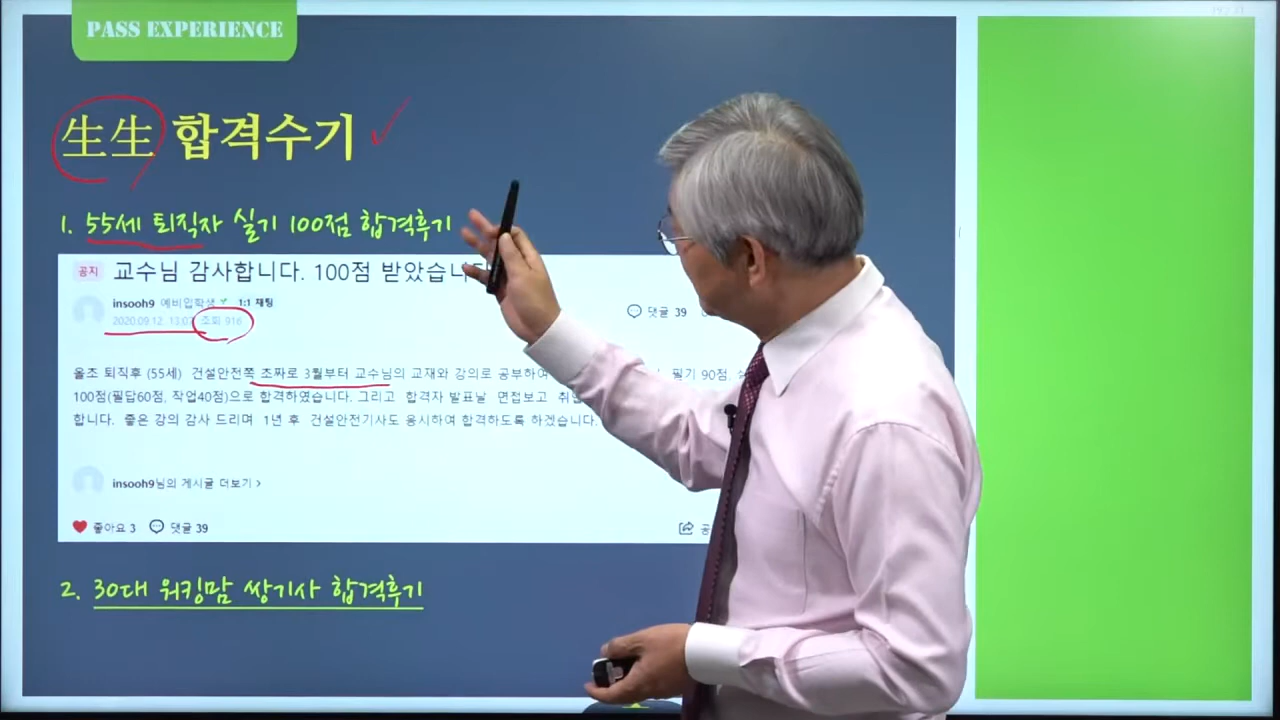 PASS EXPERIENCE
生生 합격수기
1. 55세 퇴직자 실기 100점 합격후기
공지 교수님 감사합니다. 100점 받았습니다
insooh9 예비입학생 1:1 채팅
2020.09.12. 13:07 조회 916
댓글 39
올초 퇴직후 (55세) 건설안전쪽 초짜로 3월부터 교수님의 교재와 강의로 공부하여 필기 90점,
100점(필답60점, 작업40점)으로 합격하였습니다. 그리고 합격자 발표날 면접보고
합니다. 좋은 강의 감사 드리며 1년 후 건설안전기사도 응시하여 합격하도록 하겠습니다.
insooh9님의 게시글 더보기 >
좋아요 3 댓글 39
2. 30대 워킹맘 쌍기사 합격후기